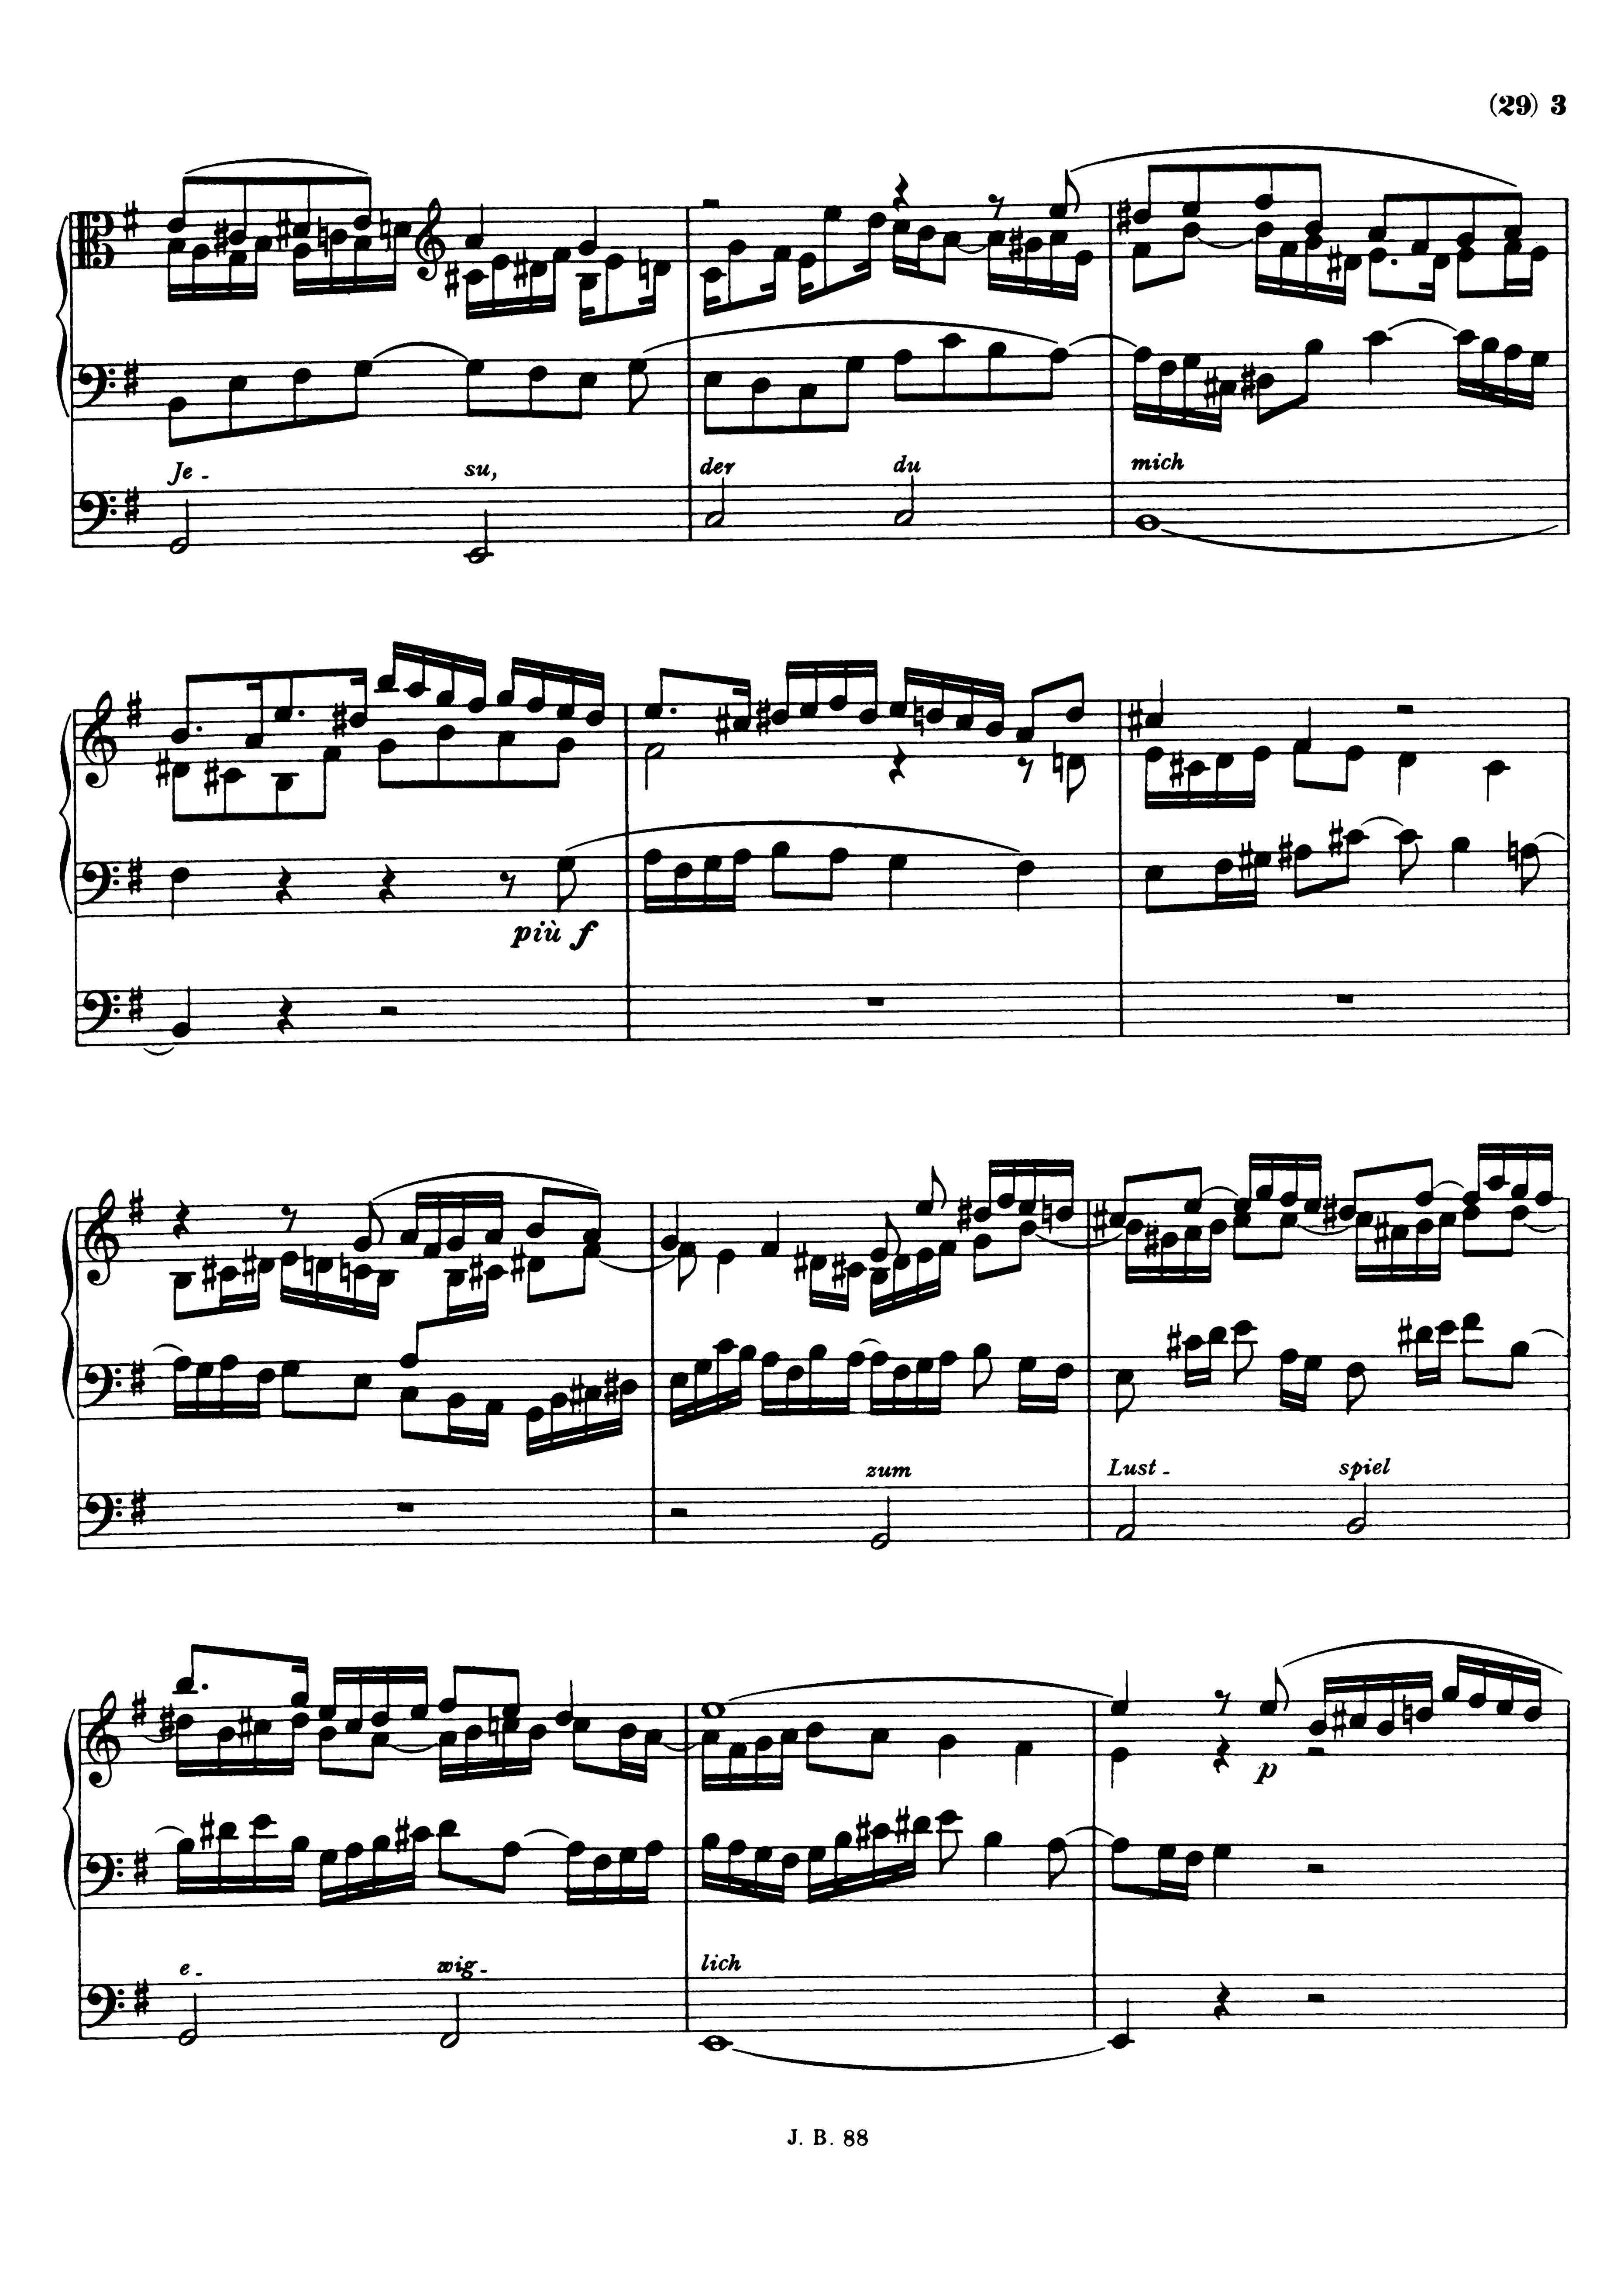 (29) 3
Je - su, der du mich
più f
zum Lust - spiel
p
e - wig - lich
J. B. 88